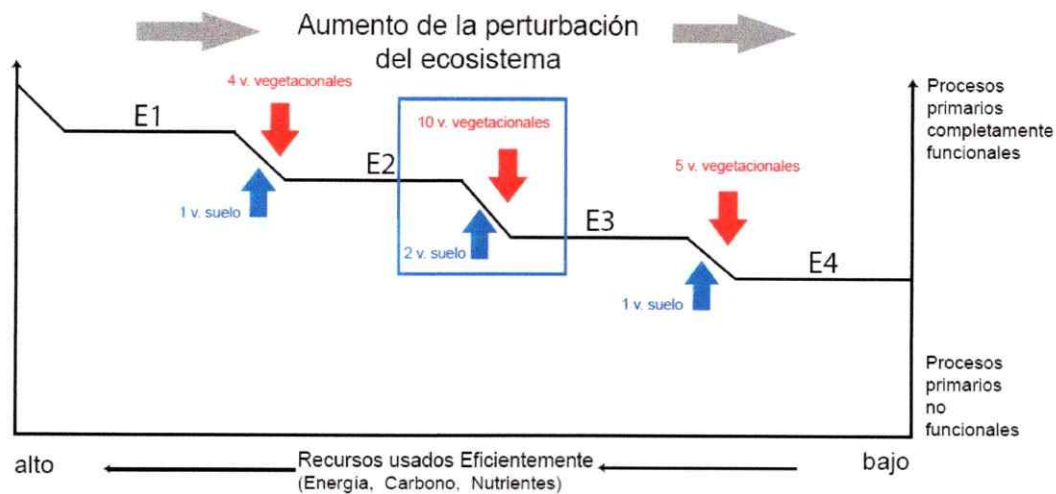 Aumento de la perturbación
del ecosistema
4 v. vegetacionales
10 v. vegetacionales
5 v. vegetacionales
Procesos
primarios
completamente
funcionales
E1
E2
E3
E4
1 v. suelo
2 v. suelo
1 v. suelo
Procesos
primarios
no
funcionales
alto
Recursos usados Eficientemente
(Energía, Carbono, Nutrientes)
bajo